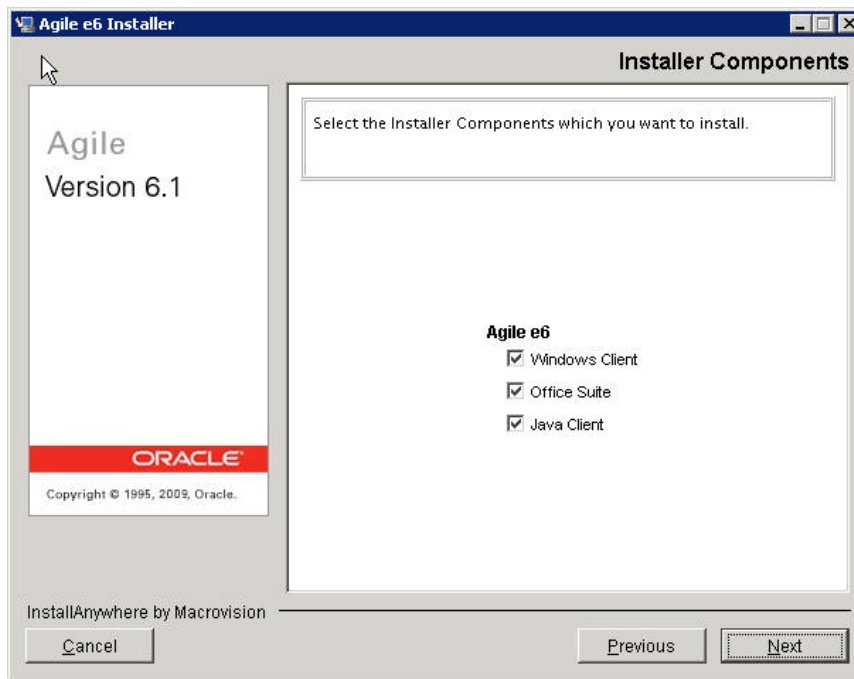 Agile e6 Installer
Installer Components
Agile
Version 6.1
ORACLE
Copyright © 1995, 2009, Oracle.
Select the Installer Components which you want to install.
Agile e6
Windows Client
Office Suite
Java Client
InstallAnywhere by Macrovision
Cancel
Previous
Next